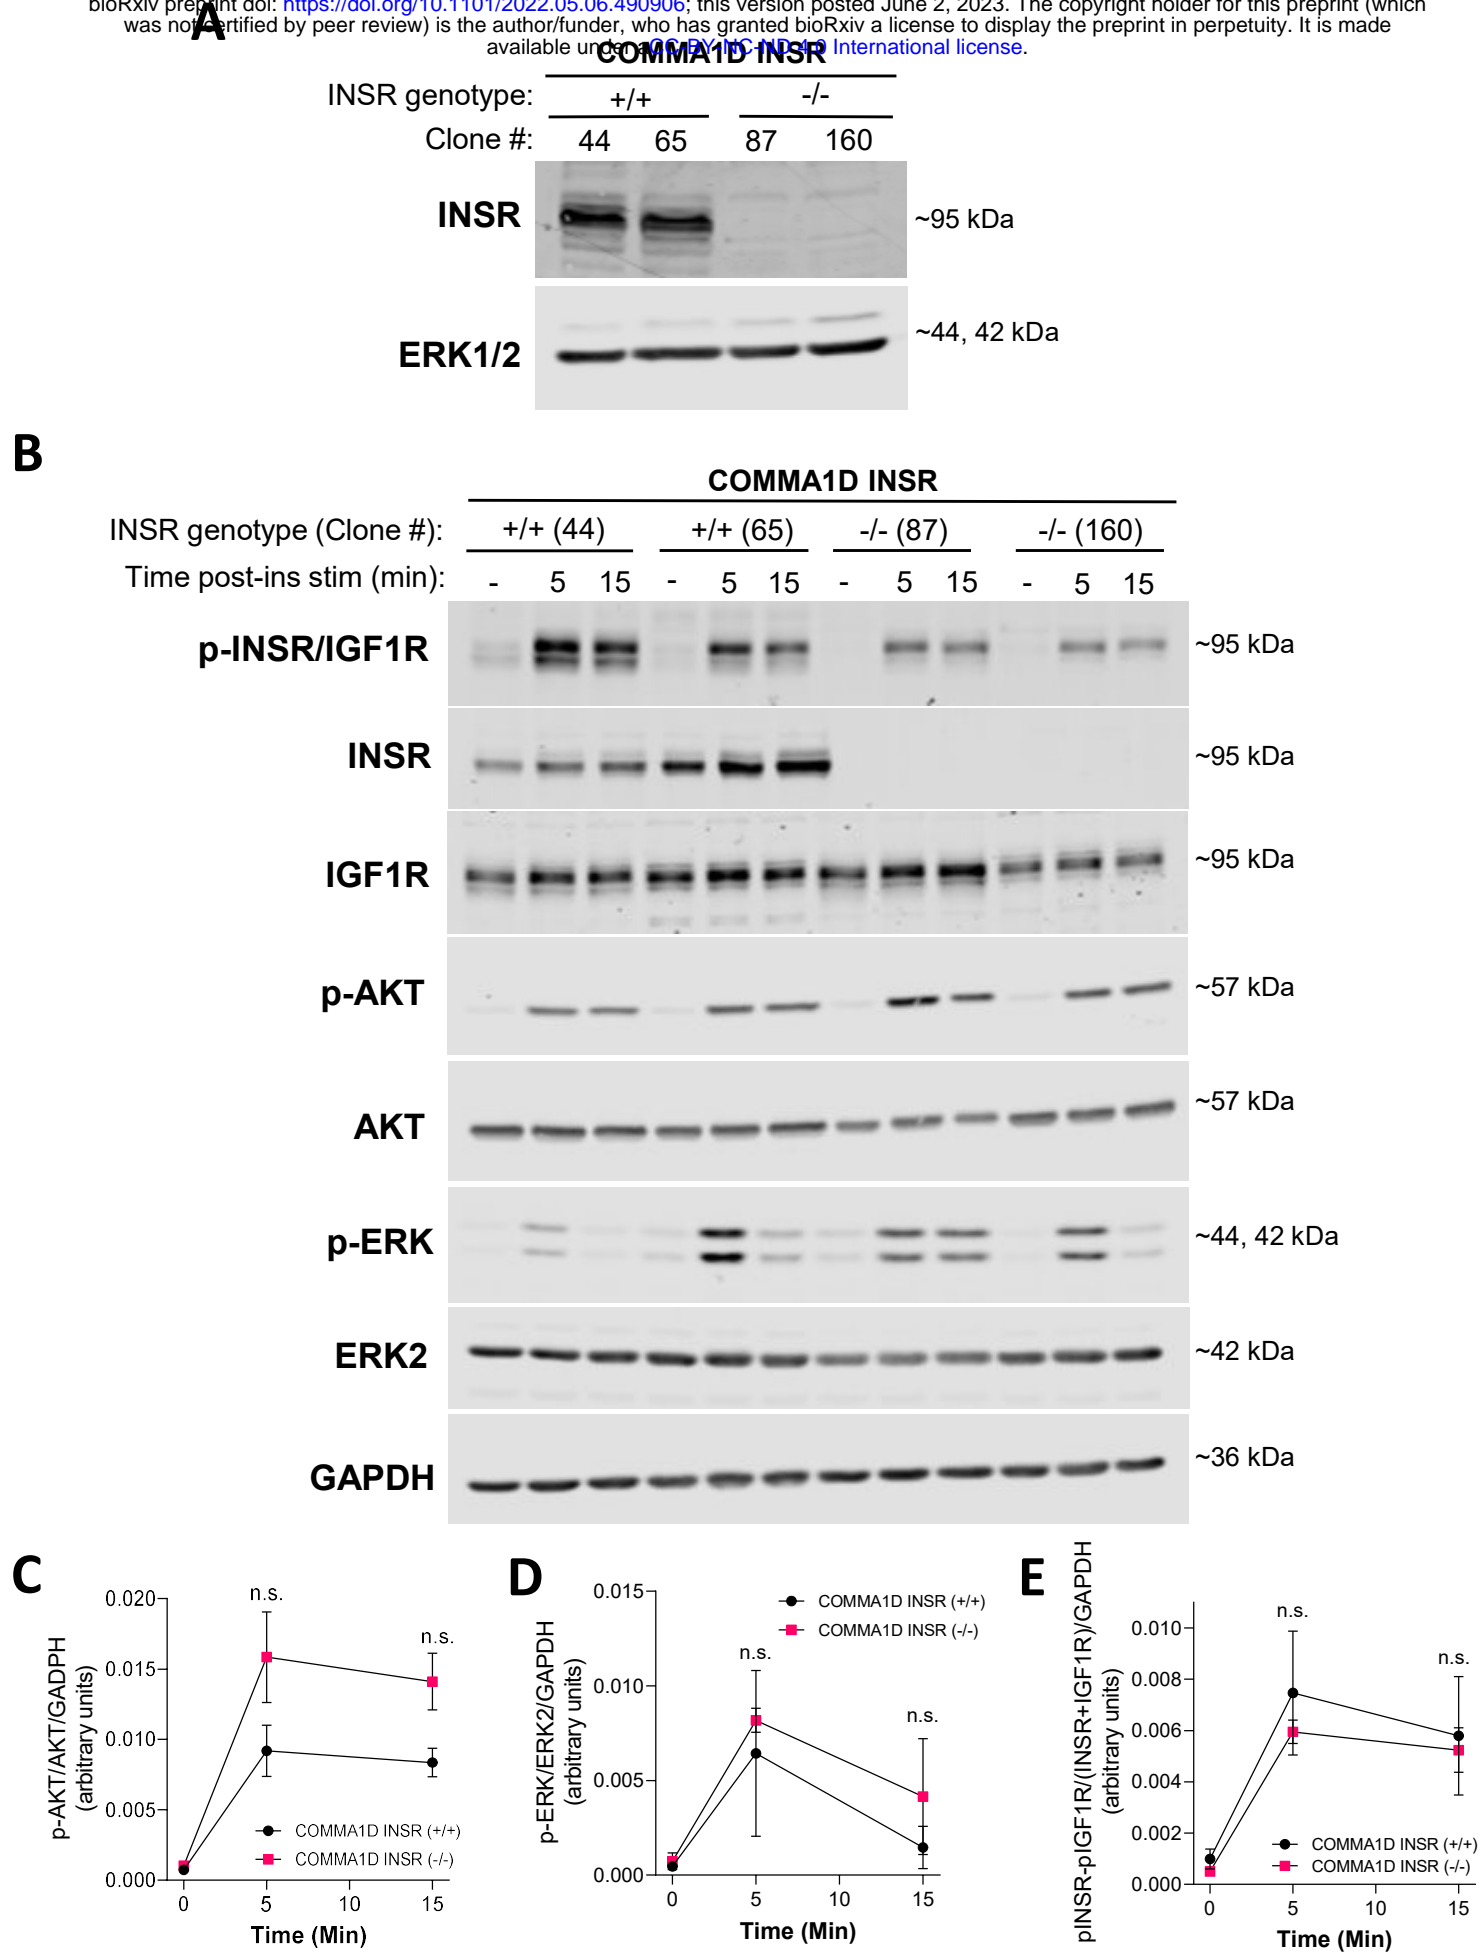 bioRxiv preprint doi: https://doi.org/10.1101/2022.05.06.490906; this version posted June 2, 2023. The copyright holder for this preprint (which
was not certified by peer review) is the author/funder, who has granted bioRxiv a license to display the preprint in perpetuity. It is made
available under aCC-BY-NC-ND 4.0 International license.
A
COMMA1D INSR
INSR genotype: +/+ -/-
Clone #: 44 65 87 160
INSR ~95 kDa
ERK1/2 ~44, 42 kDa
B
COMMA1D INSR
INSR genotype (Clone #): +/+ (44) +/+ (65) -/- (87) -/- (160)
Time post-ins stim (min): - 5 15 - 5 15 - 5 15 - 5 15
p-INSR/IGF1R ~95 kDa
INSR ~95 kDa
IGF1R ~95 kDa
p-AKT ~57 kDa
AKT ~57 kDa
p-ERK ~44, 42 kDa
ERK2 ~42 kDa
GAPDH ~36 kDa
C
p-AKT/AKT/GADPH
(arbitrary units)
0.020
0.015
0.010
0.005
0.000
n.s.
n.s.
COMMA1D INSR (+/+)
COMMA1D INSR (-/-)
0 5 10 15
Time (Min)
D
p-ERK/ERK2/GAPDH
(arbitrary units)
0.015
0.010
0.005
0.000
COMMA1D INSR (+/+)
COMMA1D INSR (-/-)
n.s.
n.s.
0 5 10 15
Time (Min)
E
pINSR-pIGF1R/(INSR+IGF1R)/GAPDH
(arbitrary units)
0.010
0.008
0.006
0.004
0.002
0.000
n.s.
n.s.
COMMA1D INSR (+/+)
COMMA1D INSR (-/-)
0 5 10 15
Time (Min)